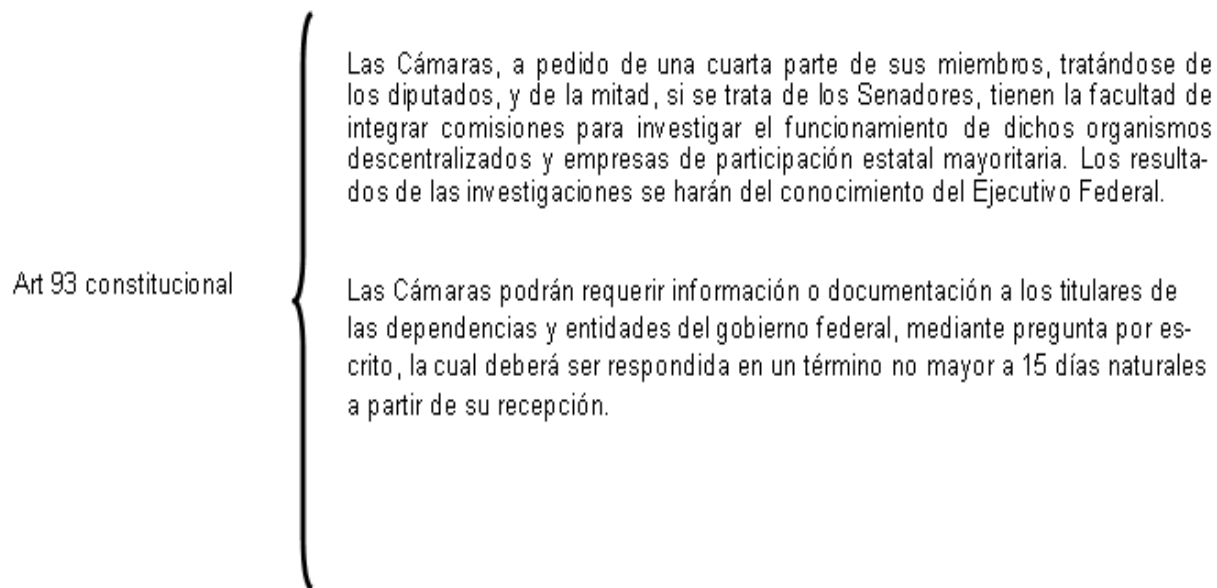 Las Cámaras, a pedido de una cuarta parte de sus miembros, tratándose de
los diputados, y de la mitad, si se trata de los Senadores, tienen la facultad de
integrar comisiones para investigar el funcionamiento de dichos organismos
descentralizados y empresas de participación estatal mayoritaria. Los resulta-
dos de las investigaciones se harán del conocimiento del Ejecutivo Federal.
Art 93 constitucional
Las Cámaras podrán requerir información o documentación a los titulares de
las dependencias y entidades del gobierno federal, mediante pregunta por es-
crito, la cual deberá ser respondida en un término no mayor a 15 días naturales
a partir de su recepción.